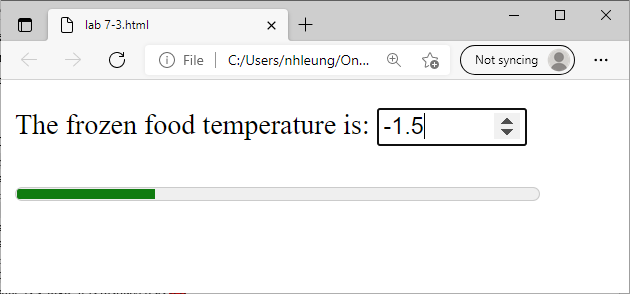 lab 7-3.html
File
C:/Users/nhleung/On...
Not syncing
The frozen food temperature is: -1.5